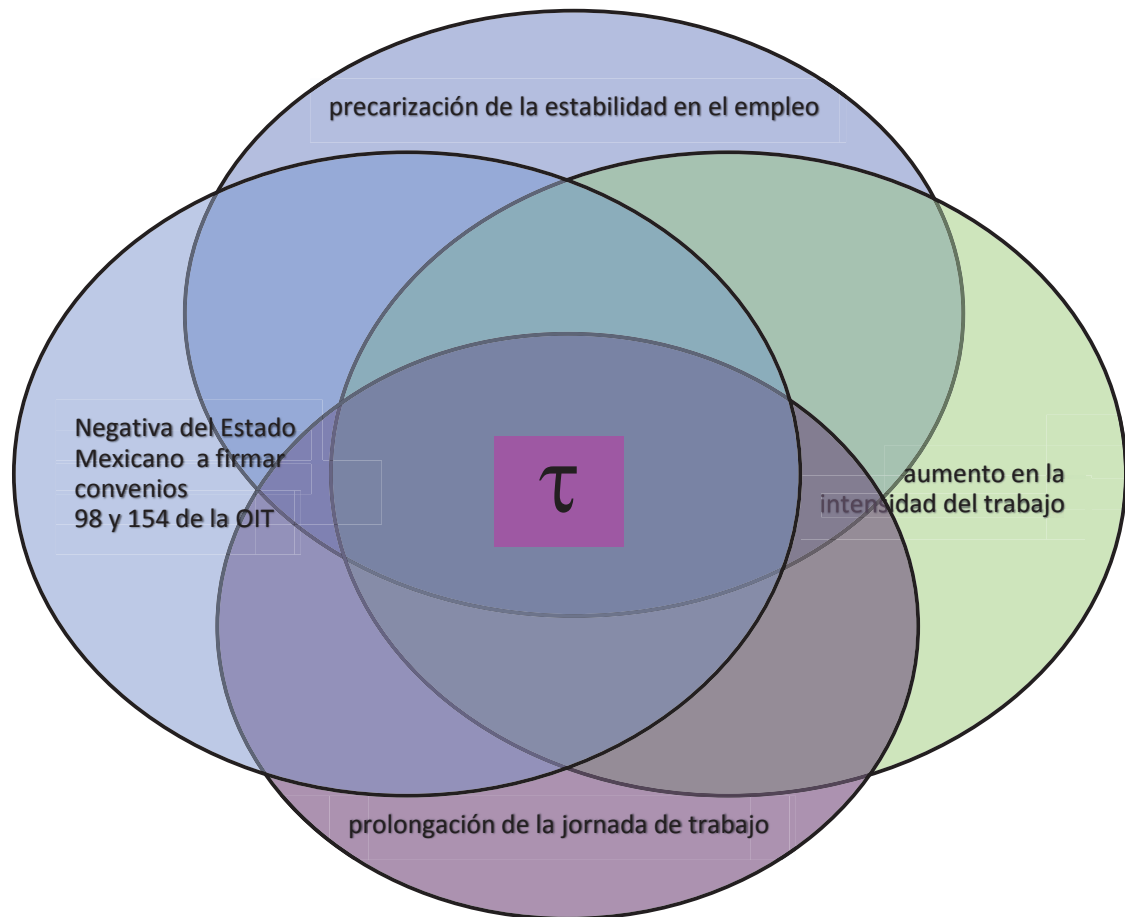 precarización de la estabilidad en el empleo
Negativa del Estado
Mexicano a firmar
convenios
98 y 154 de la OIT
τ
aumento en la
intensidad del trabajo
prolongación de la jornada de trabajo